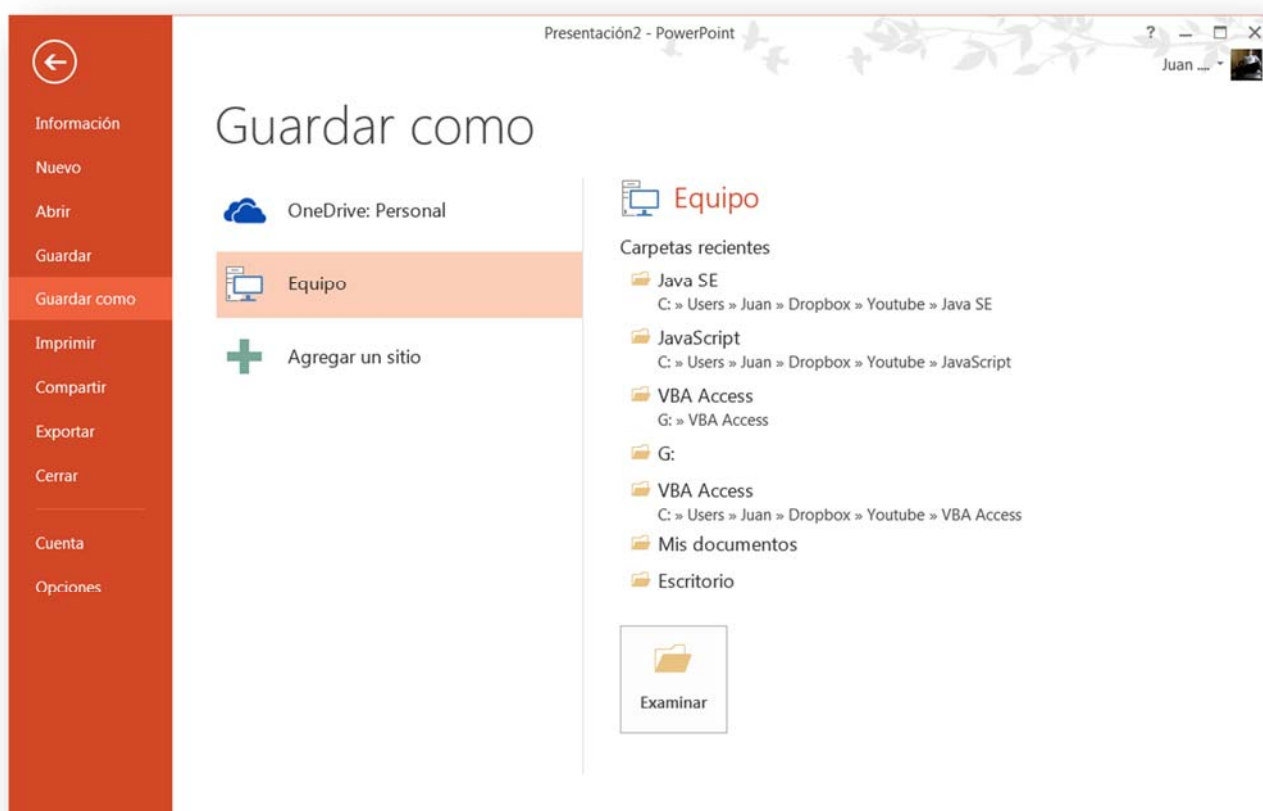 Presentación2 - PowerPoint
?
Juan ....
Información
Nuevo
Abrir
Guardar
Guardar como
Imprimir
Compartir
Exportar
Cerrar
Cuenta
Opciones
Guardar como
OneDrive: Personal
Equipo
Agregar un sitio
Equipo
Carpetas recientes
Java SE
C: » Users » Juan » Dropbox » Youtube » Java SE
JavaScript
C: » Users » Juan » Dropbox » Youtube » JavaScript
VBA Access
G: » VBA Access
G:
VBA Access
C: » Users » Juan » Dropbox » Youtube » VBA Access
Mis documentos
Escritorio
Examinar